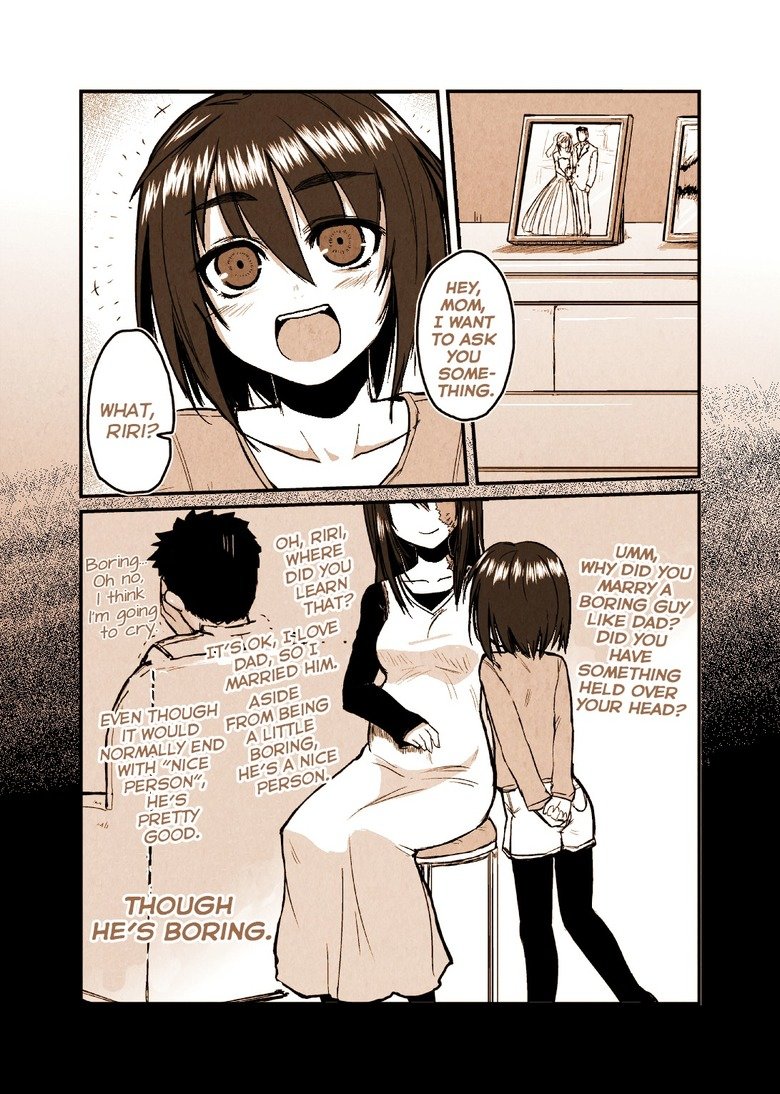 HEY,
MOM,
I WANT
TO ASK
YOU
SOME-
THING.
WHAT,
RIRI?
UMM,
WHY DID YOU
MARRY A
BORING GUY
LIKE DAD?
DID YOU
HAVE
SOMETHING
HELD OVER
YOUR HEAD?
OH, RIRI,
WHERE
DID YOU
LEARN
THAT?
IT'S OK, I LOVE
DAD, SO I
MARRIED HIM.
ASIDE
FROM BEING
A LITTLE
BORING,
HE'S A NICE
PERSON.
Boring...
Oh no,
I think
I'm going
to cry.
EVEN THOUGH
IT WOULD
NORMALLY END
WITH "NICE
PERSON",
HE'S
PRETTY
GOOD.
THOUGH
HE'S BORING.